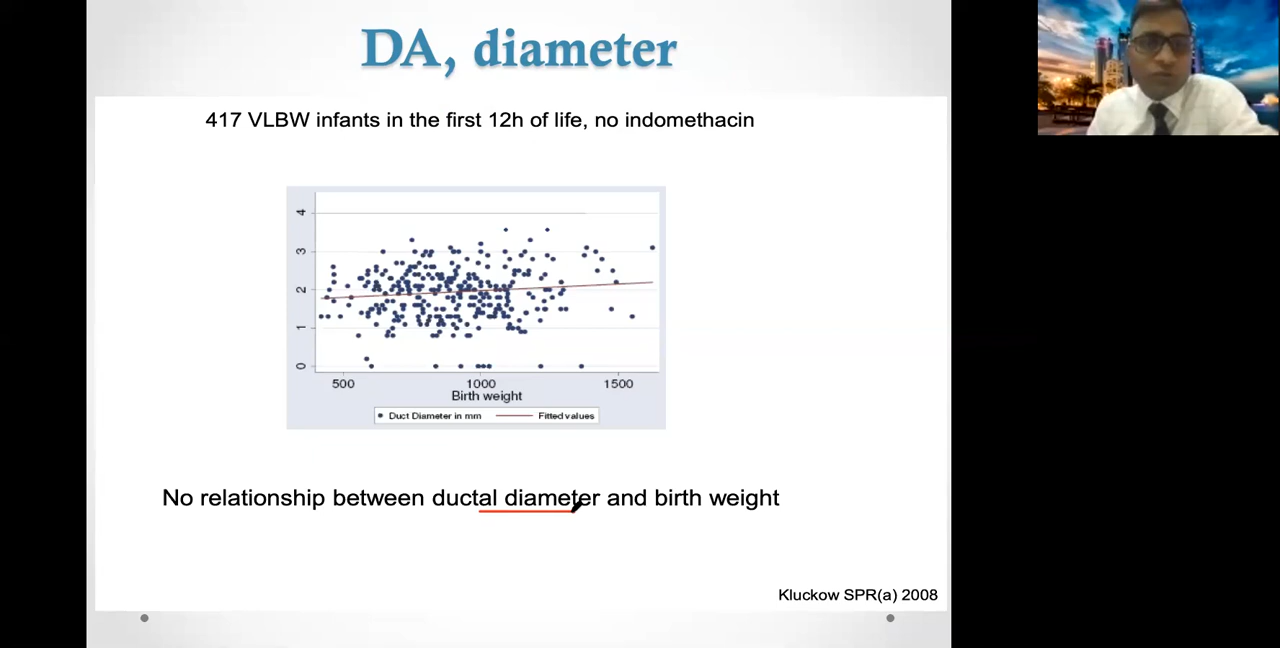 DA, diameter
417 VLBW infants in the first 12h of life, no indomethacin
4
3
2
1
0
500 1000 1500
Birth weight
Duct Diameter in mm Fitted values
No relationship between ductal diameter and birth weight
Kluckow SPR(a) 2008